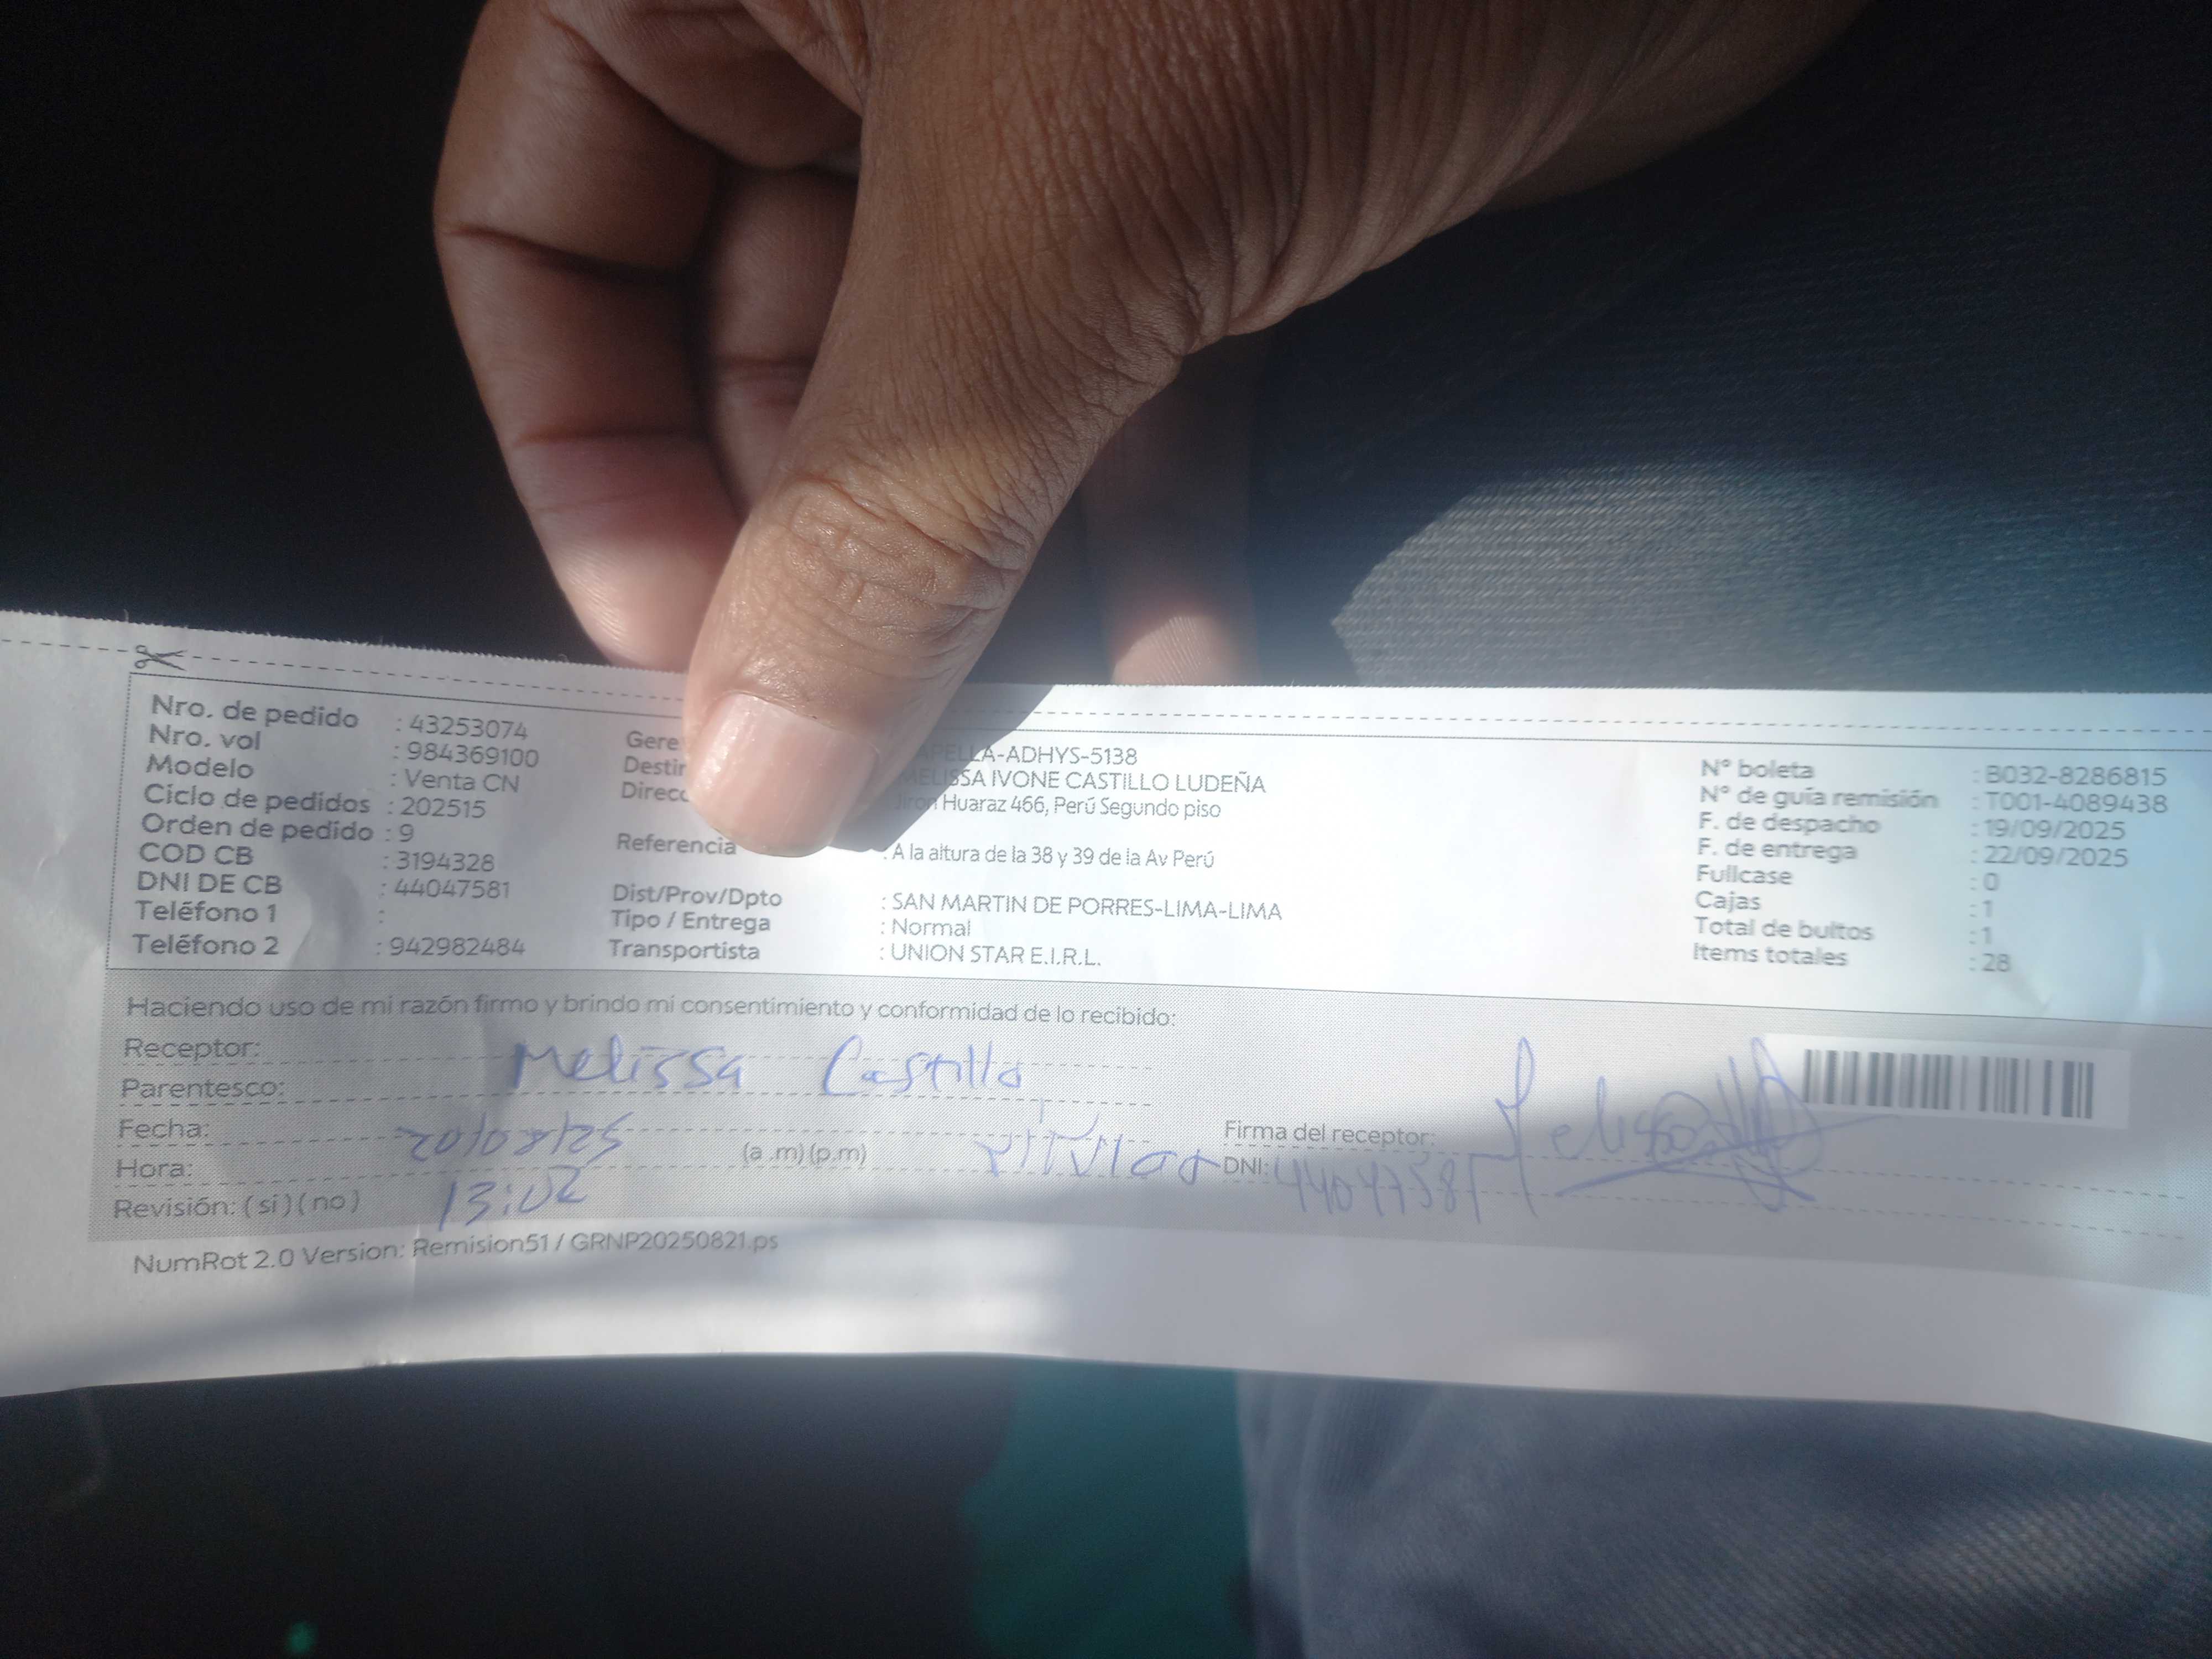 Nro. de pedido : 43253074
Nro. vol : 984369100
Modelo : Venta CN
Ciclo de pedidos : 202515
Orden de pedido : 9
COD CB : 3194328
DNI DE CB : 44047581
Teléfono 1 :
Teléfono 2 : 942982484
Gere APELLA-ADHYS-5138
Destin MELISSA IVONE CASTILLO LUDEÑA
Direcc Jiron Huaraz 466, Perú Segundo piso
Referencia : A la altura de la 38 y 39 de la Av Perú
Dist/Prov/Dpto : SAN MARTIN DE PORRES-LIMA-LIMA
Tipo / Entrega : Normal
Transportista : UNION STAR E.I.R.L.
N° boleta : B032-8286815
N° de guía remisión : T001-4089438
F. de despacho : 19/09/2025
F. de entrega : 22/09/2025
Fullcase : 0
Cajas : 1
Total de bultos : 1
Items totales : 28
Haciendo uso de mi razón firmo y brindo mi consentimiento y conformidad de lo recibido:
Receptor: Melissa Castillo
Parentesco:
Fecha: (a .m)(p.m)
Hora: 13:02
Revisión: (si)(no)
Firma del receptor:
DNI: 44047581
NumRot 2.0 Version: Remision51 / GRNP20250821.ps